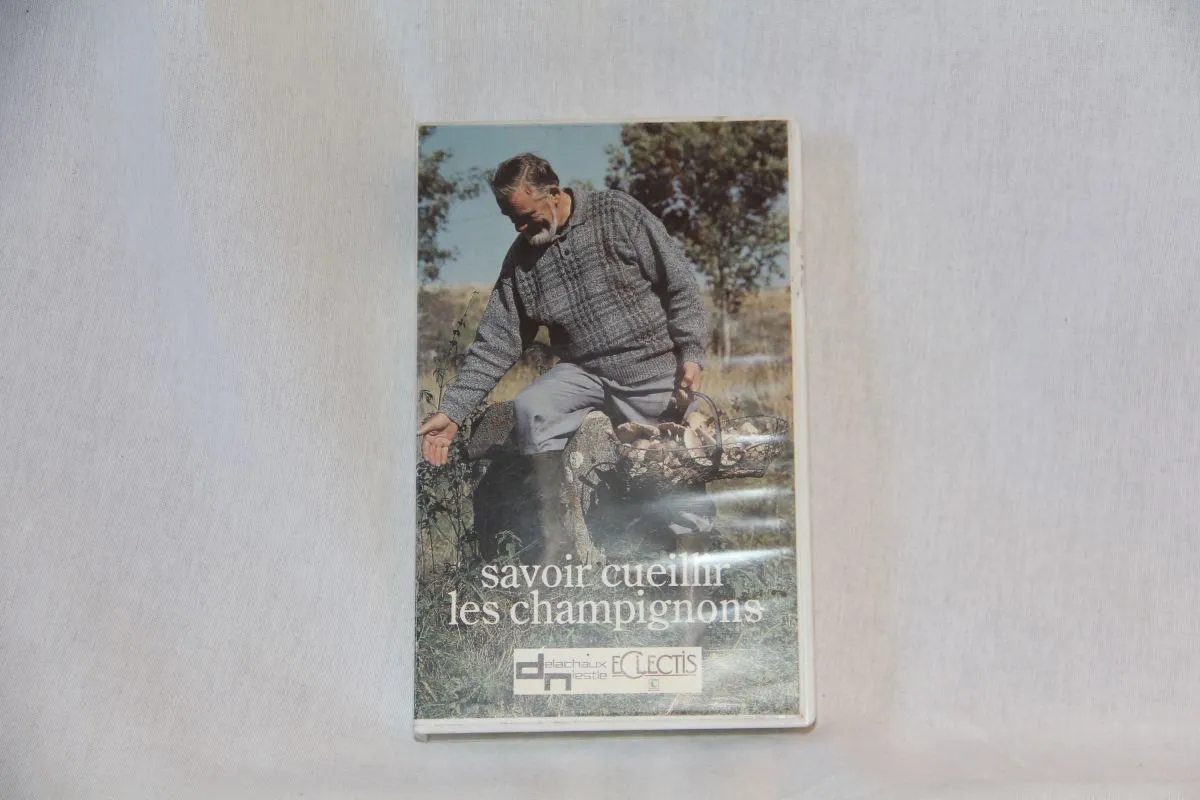 savoir cueillir
les champignons
delachaux
niestlé
ECLECTIS